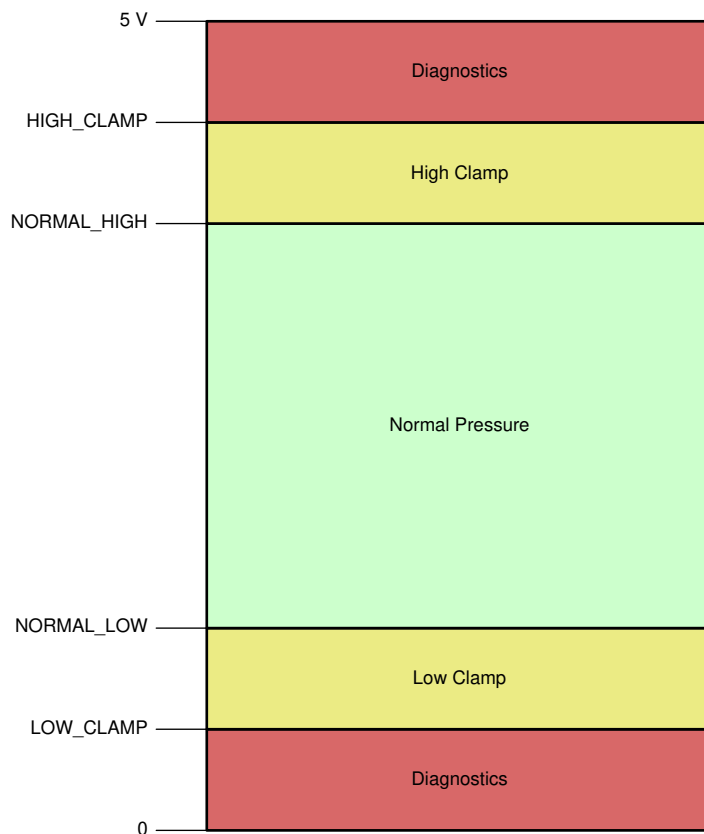 5 V
Diagnostics
HIGH_CLAMP
High Clamp
NORMAL_HIGH
Normal Pressure
NORMAL_LOW
Low Clamp
LOW_CLAMP
Diagnostics
0